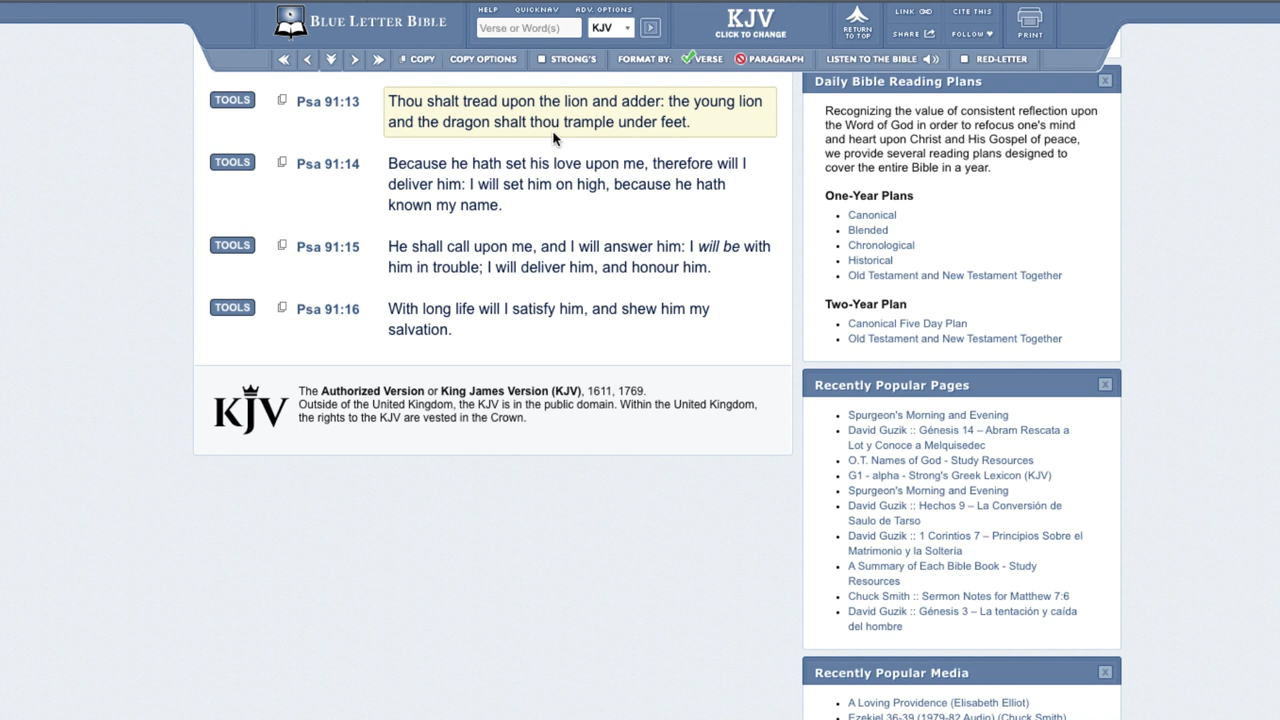 BLUE LETTER BIBLE
HELP QUICKNAV ADV. OPTIONS
Verse or Word(s) KJV
KJV
CLICK TO CHANGE
RETURN
TO TOP
LINK CITE THIS
SHARE FOLLOW
PRINT
COPY COPY OPTIONS STRONG'S FORMAT BY: VERSE PARAGRAPH LISTEN TO THE BIBLE RED-LETTER
TOOLS Psa 91:13 Thou shalt tread upon the lion and adder: the young lion
and the dragon shalt thou trample under feet.
TOOLS Psa 91:14 Because he hath set his love upon me, therefore will I
deliver him: I will set him on high, because he hath
known my name.
TOOLS Psa 91:15 He shall call upon me, and I will answer him: I will be with
him in trouble; I will deliver him, and honour him.
TOOLS Psa 91:16 With long life will I satisfy him, and shew him my
salvation.
KJV
The Authorized Version or King James Version (KJV), 1611, 1769.
Outside of the United Kingdom, the KJV is in the public domain. Within the United Kingdom,
the rights to the KJV are vested in the Crown.
Daily Bible Reading Plans
Recognizing the value of consistent reflection upon
the Word of God in order to refocus one's mind
and heart upon Christ and His Gospel of peace,
we provide several reading plans designed to
cover the entire Bible in a year.
One-Year Plans
Canonical
Blended
Chronological
Historical
Old Testament and New Testament Together
Two-Year Plan
Canonical Five Day Plan
Old Testament and New Testament Together
Recently Popular Pages
Spurgeon's Morning and Evening
David Guzik :: Génesis 14 – Abram Rescata a
Lot y Conoce a Melquisedec
O.T. Names of God - Study Resources
G1 - alpha - Strong's Greek Lexicon (KJV)
Spurgeon's Morning and Evening
David Guzik :: Hechos 9 – La Conversión de
Saulo de Tarso
David Guzik :: 1 Corintios 7 – Principios Sobre el
Matrimonio y la Soltería
A Summary of Each Bible Book - Study
Resources
Chuck Smith :: Sermon Notes for Matthew 7:6
David Guzik :: Génesis 3 – La tentación y caída
del hombre
Recently Popular Media
A Loving Providence (Elisabeth Elliot)
Ezekiel 36-39 (1979-82 Audio) (Chuck Smith)